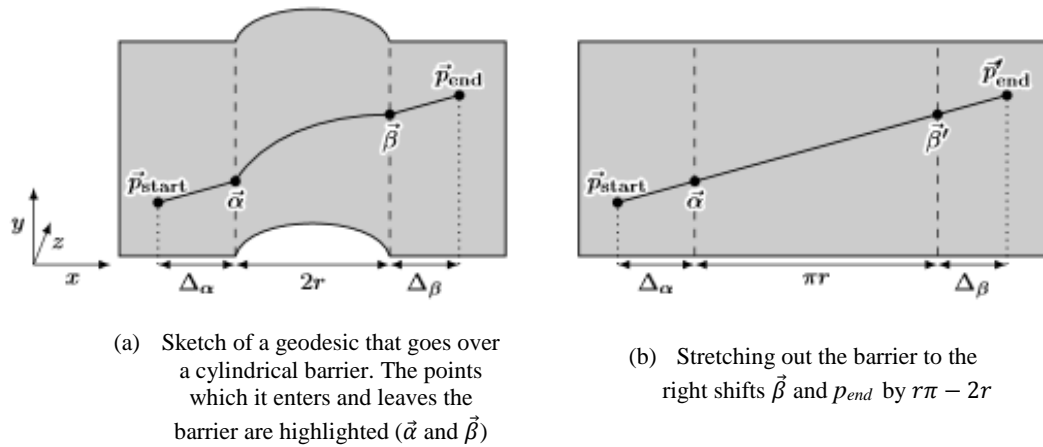 p⃗start
α⃗
β⃗
p⃗end
y
z
x
Δα
2r
Δβ
(a) Sketch of a geodesic that goes over
a cylindrical barrier. The points
which it enters and leaves the
barrier are highlighted (α⃗ and β⃗)
p⃗start
α⃗
β⃗′
p⃗′end
Δα
πr
Δβ
(b) Stretching out the barrier to the
right shifts β⃗ and pend by rπ − 2r